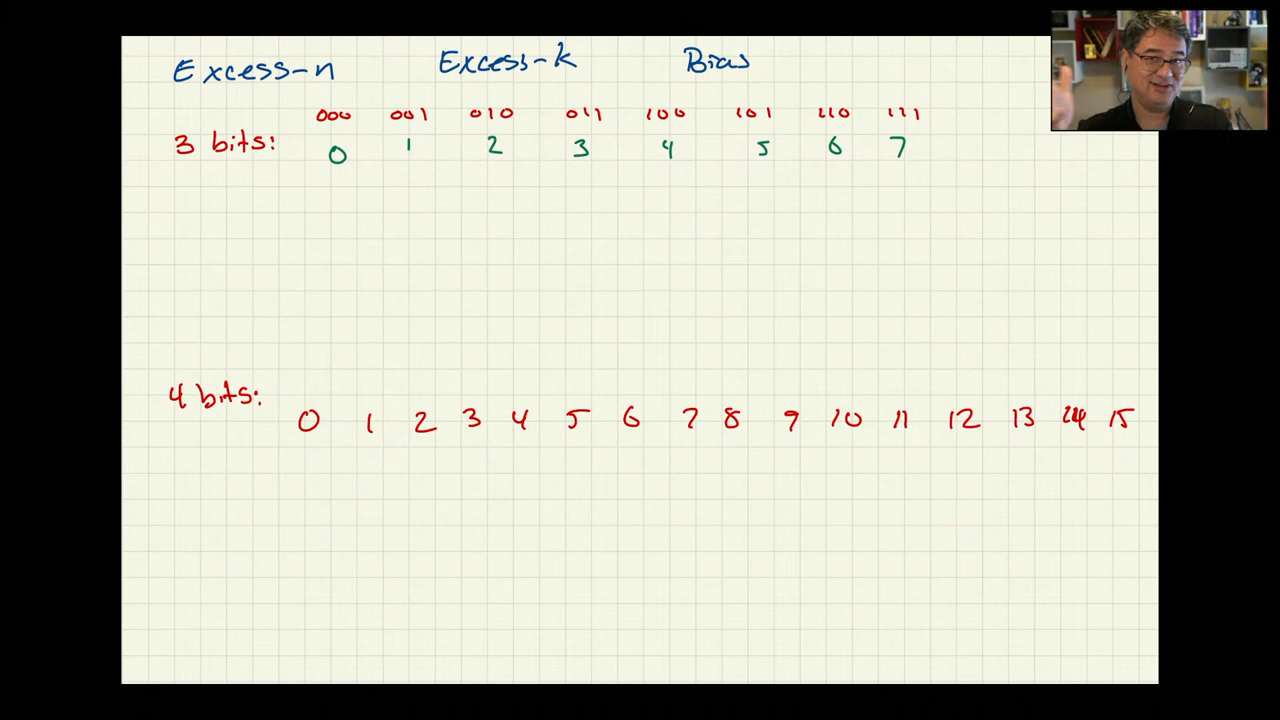 Excess-n Excess-k Bias
000 001 010 011 100 101 110 111
3 bits: 0 1 2 3 4 5 6 7
4 bits:
0 1 2 3 4 5 6 7 8 9 10 11 12 13 14 15